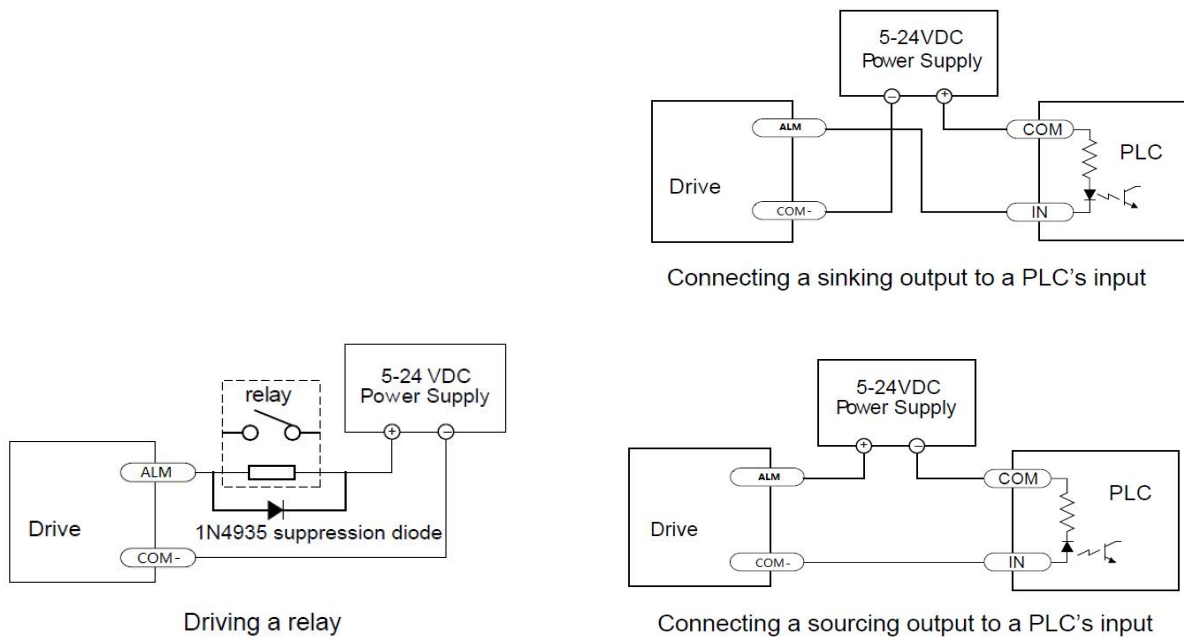 5-24VDC
Power Supply
−
+
ALM
COM
PLC
Drive
COM-
IN
Connecting a sinking output to a PLC's input
5-24 VDC
Power Supply
relay
+
−
ALM
Drive
1N4935 suppression diode
COM-
Driving a relay
5-24VDC
Power Supply
+
−
ALM
COM
PLC
Drive
COM-
IN
Connecting a sourcing output to a PLC's input